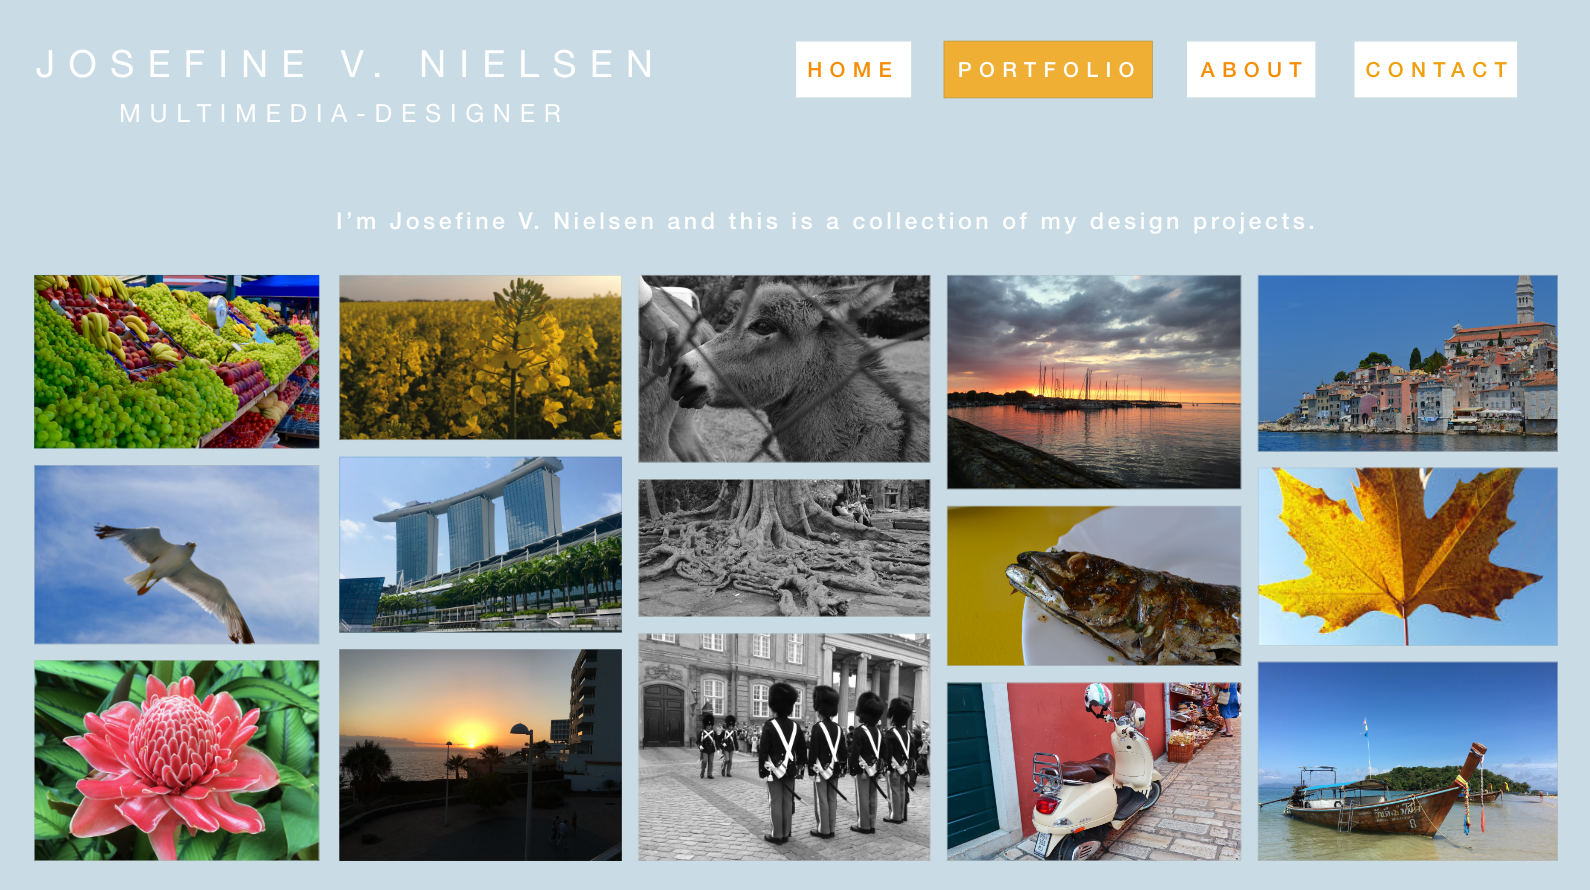 JOSEFINE V. NIELSEN
MULTIMEDIA-DESIGNER
HOME PORTFOLIO ABOUT CONTACT
I'm Josefine V. Nielsen and this is a collection of my design projects.